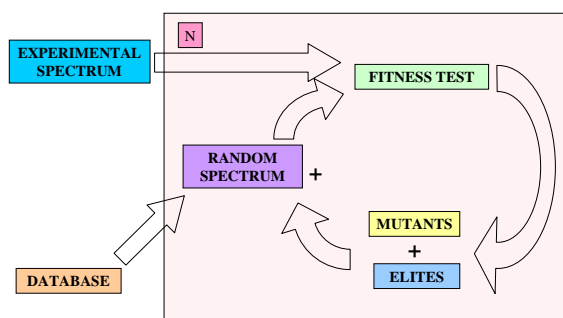 N
EXPERIMENTAL
SPECTRUM
FITNESS TEST
RANDOM
SPECTRUM
+
MUTANTS
+
ELITES
DATABASE